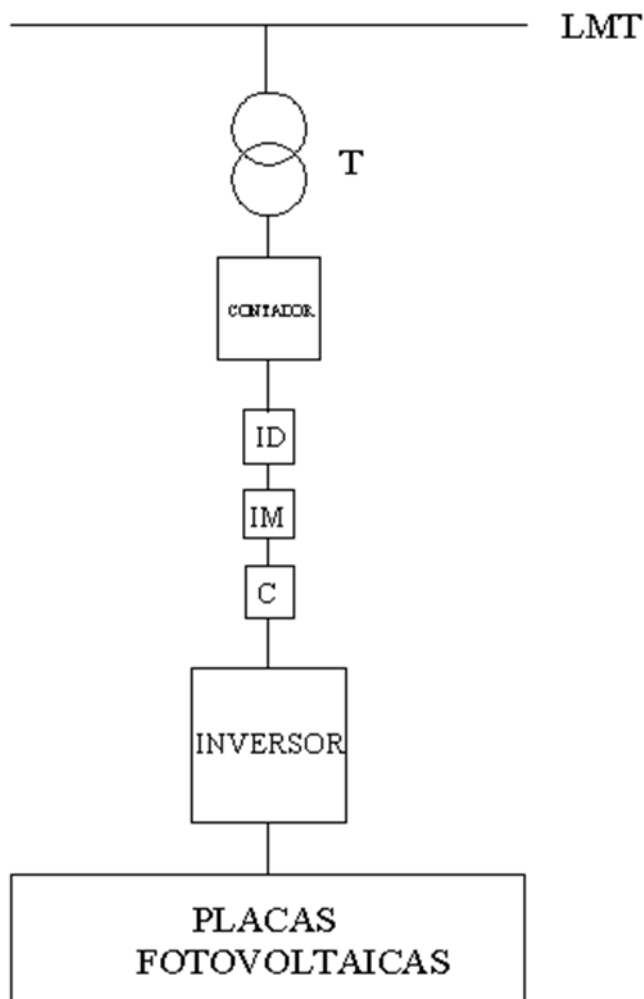 LMT
T
CONTADOR
ID
IM
C
INVERSOR
PLACAS
FOTOVOLTAICAS